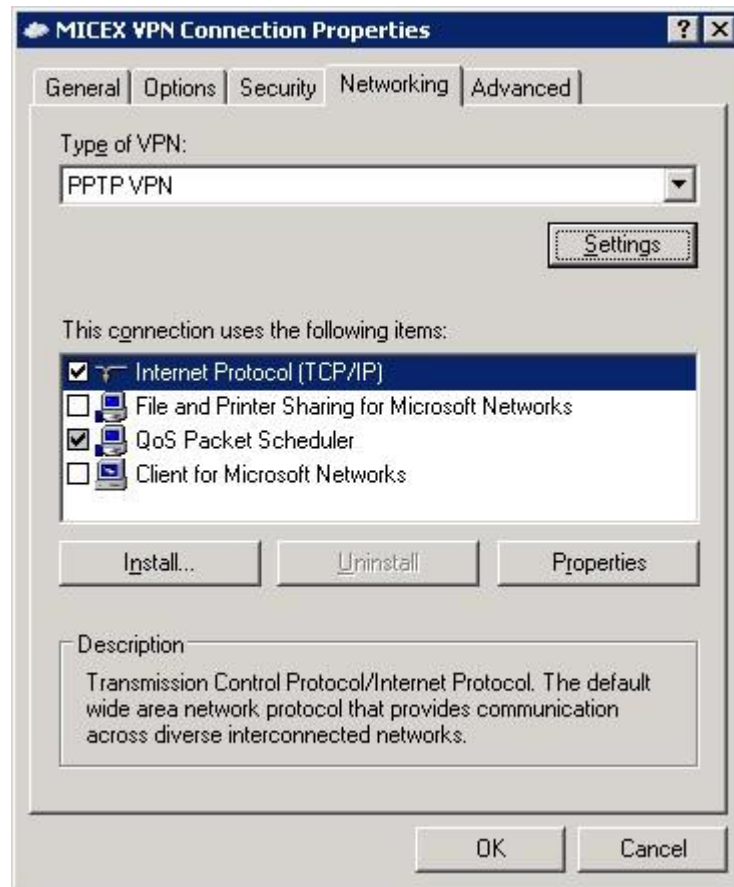 MICEX VPN Connection Properties
General Options Security Networking Advanced
Type of VPN:
PPTP VPN
Settings
This connection uses the following items:
Internet Protocol (TCP/IP)
File and Printer Sharing for Microsoft Networks
QoS Packet Scheduler
Client for Microsoft Networks
Install... Uninstall Properties
Description
Transmission Control Protocol/Internet Protocol. The default
wide area network protocol that provides communication
across diverse interconnected networks.
OK Cancel